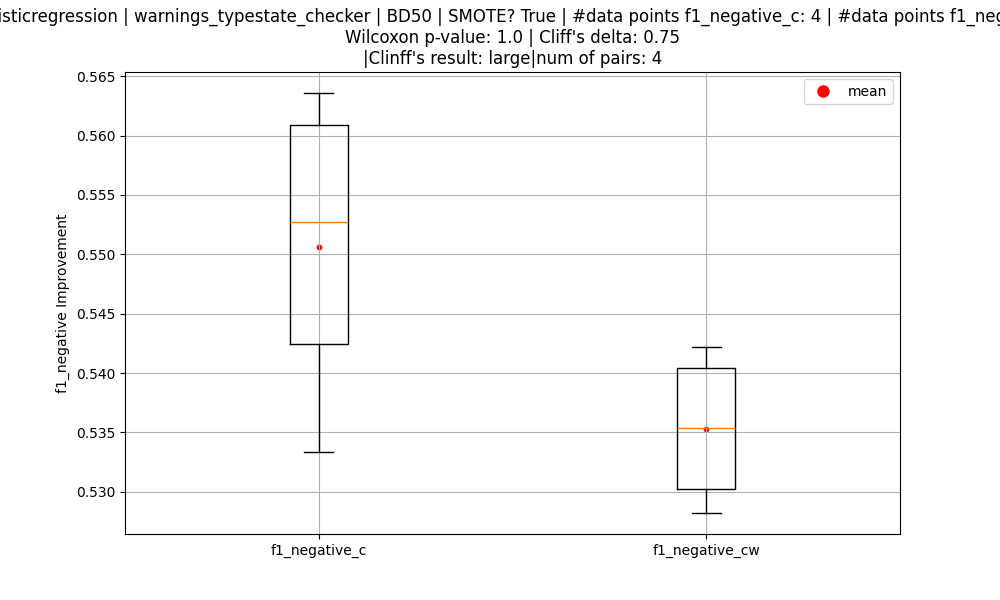 isticregression | warnings_typestate_checker | BD50 | SMOTE? True | #data points f1_negative_c: 4 | #data points f1_neg
Wilcoxon p-value: 1.0 | Cliff's delta: 0.75
|Clinff's result: large|num of pairs: 4
0.565
mean
0.560
0.555
0.550
0.545
0.540
0.535
0.530
f1_negative Improvement
f1_negative_c
f1_negative_cw